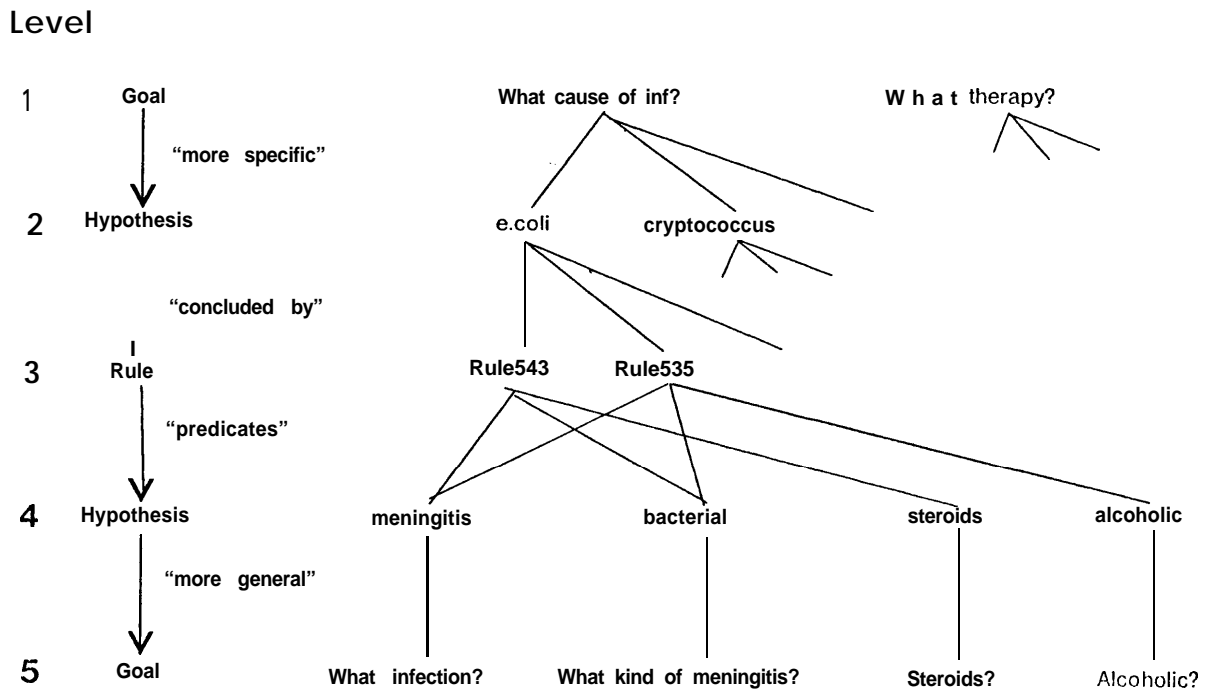 Level
1 Goal What cause of inf? What therapy?
“more specific”
2 Hypothesis e.coli cryptococcus
“concluded by”
3 Rule Rule543 Rule535
“predicates”
4 Hypothesis meningitis bacterial steroids alcoholic
“more general”
5 Goal What infection? What kind of meningitis? Steroids? Alcoholic?